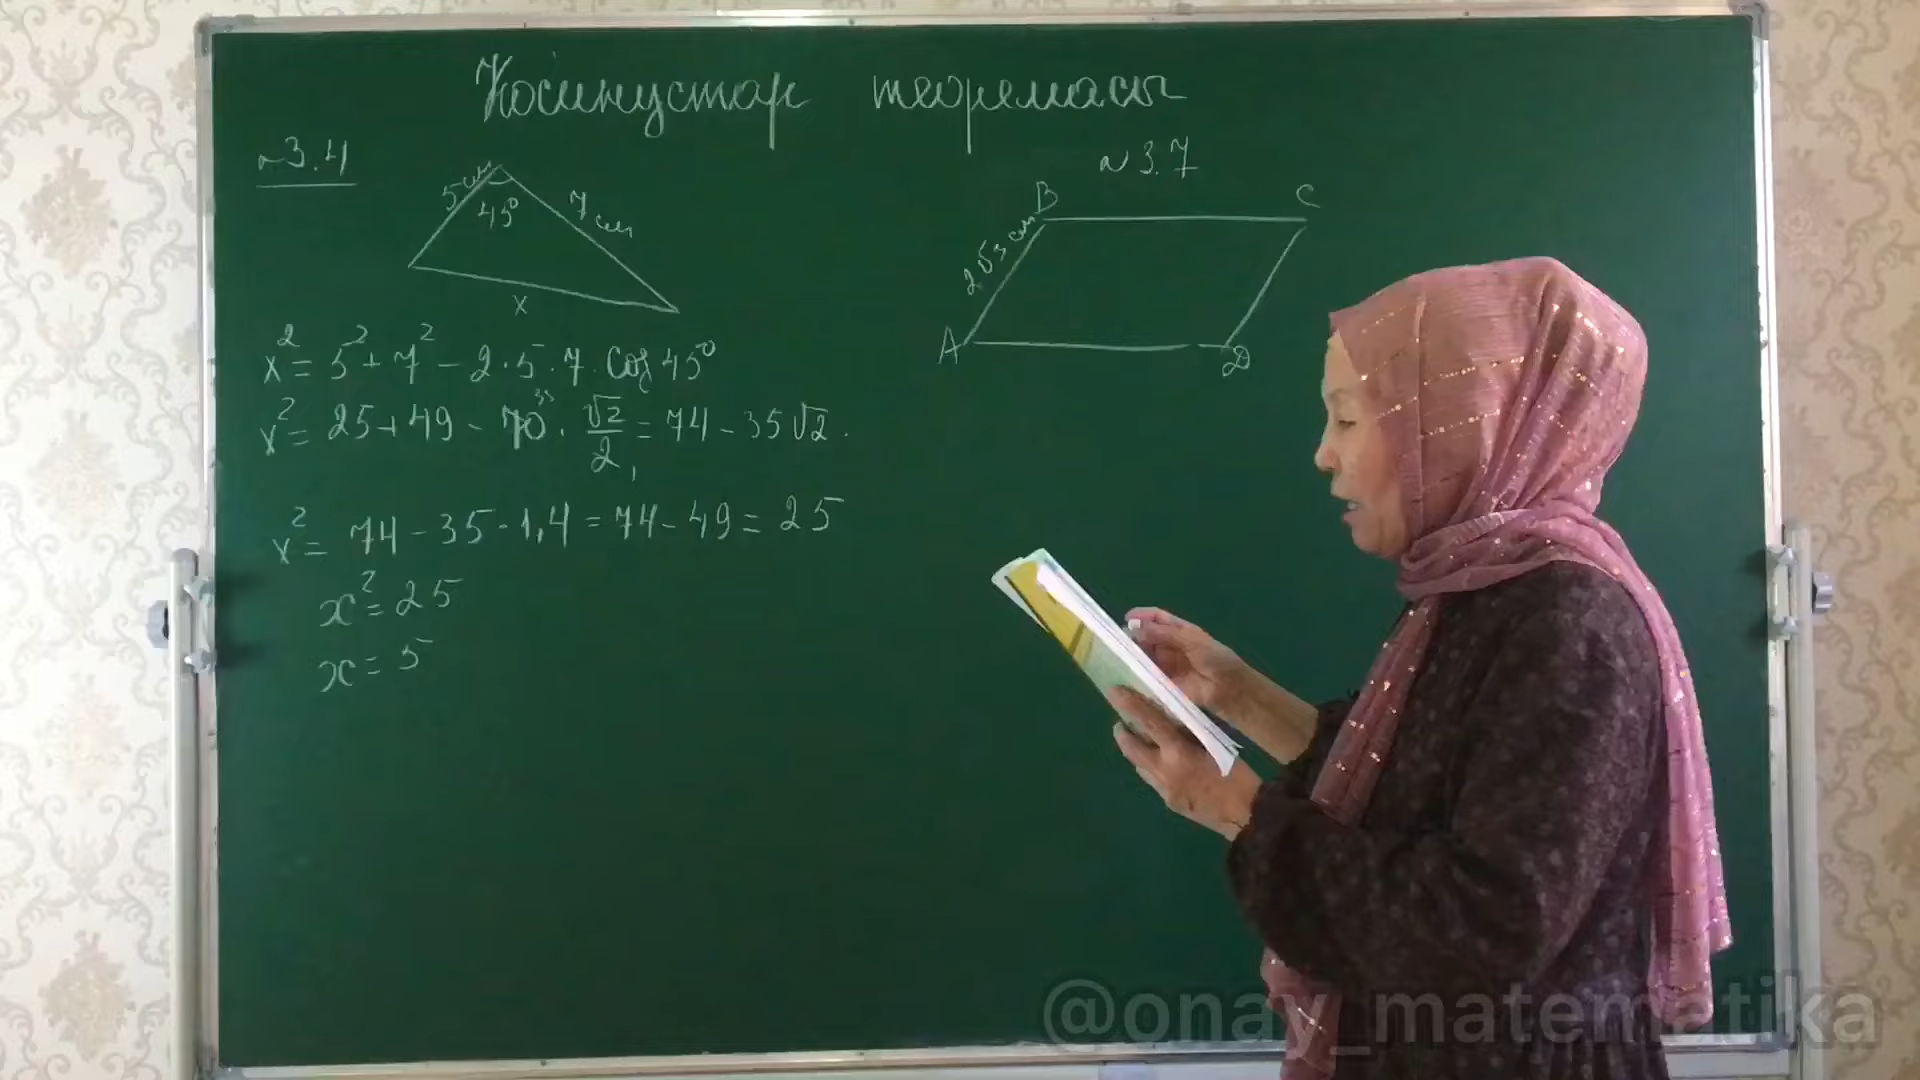 Косинустар теоремасы
№3.4
5 см
45°
7 см
x
x² = 5² + 7² - 2·5·7·cos 45°
x² = 25 + 49 - 70³⁵ · √2/2 = 74 - 35√2.
x² = 74 - 35·1,4 = 74 - 49 = 25
x² = 25
x = 5
№3.7
B
C
2√3 см
A
D
@onay_matematika